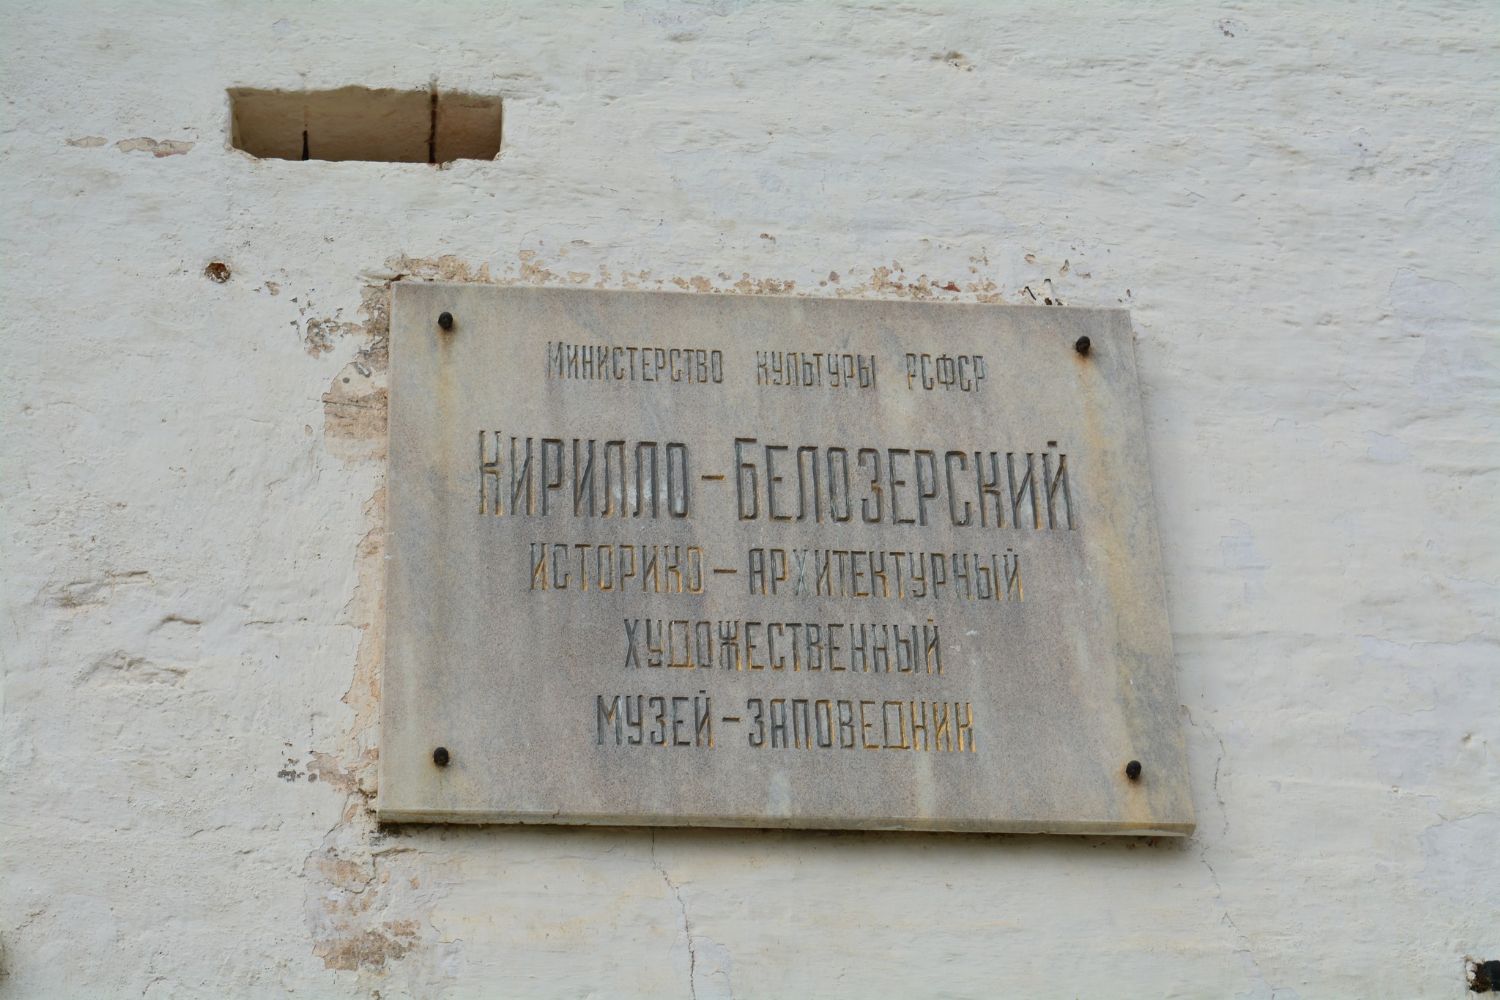 МИНИСТЕРСТВО КУЛЬТУРЫ РСФСР
КИРИЛЛО-БЕЛОЗЕРСКИЙ
ИСТОРИКО-АРХИТЕКТУРНЫЙ
ХУДОЖЕСТВЕННЫЙ
МУЗЕЙ-ЗАПОВЕДНИК